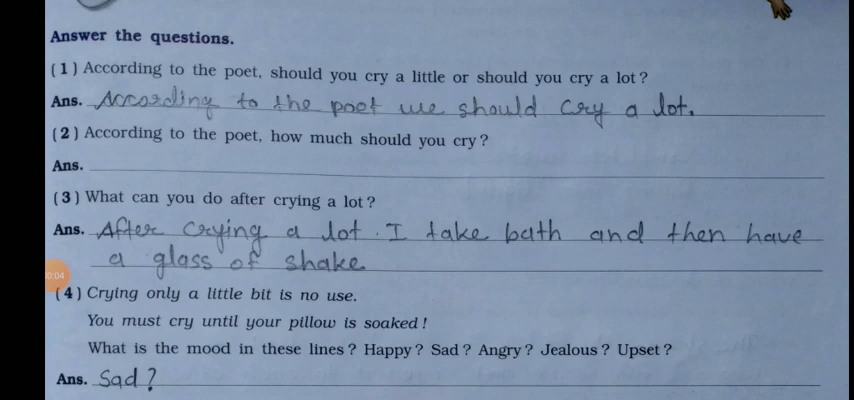 Answer the questions.
(1) According to the poet, should you cry a little or should you cry a lot?
Ans. According to the poet we should cry a lot.
(2) According to the poet, how much should you cry?
Ans.
(3) What can you do after crying a lot?
Ans. After crying a lot. I take bath and then have
a glass of shake
0:04
(4) Crying only a little bit is no use.
You must cry until your pillow is soaked!
What is the mood in these lines? Happy? Sad? Angry? Jealous? Upset?
Ans. Sad?